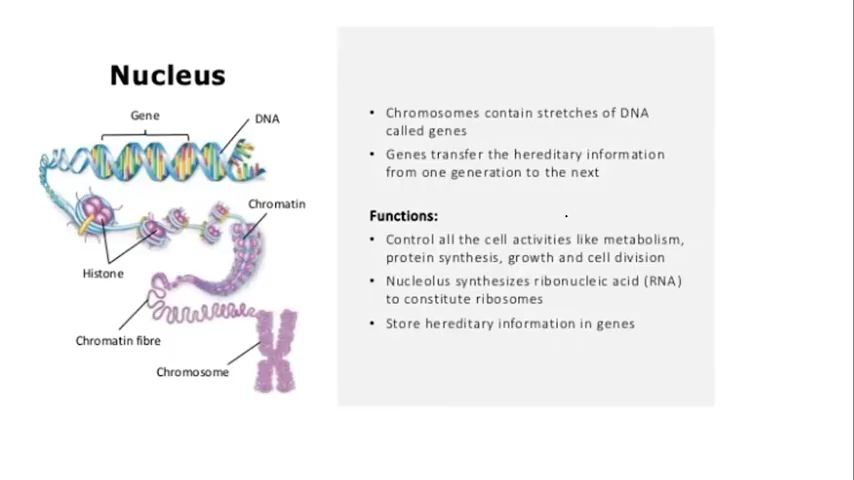 Nucleus
Gene
DNA
Chromatin
Histone
Chromatin fibre
Chromosome
• Chromosomes contain stretches of DNA
called genes
• Genes transfer the hereditary information
from one generation to the next
Functions:
• Control all the cell activities like metabolism,
protein synthesis, growth and cell division
• Nucleolus synthesizes ribonucleic acid (RNA)
to constitute ribosomes
• Store hereditary information in genes